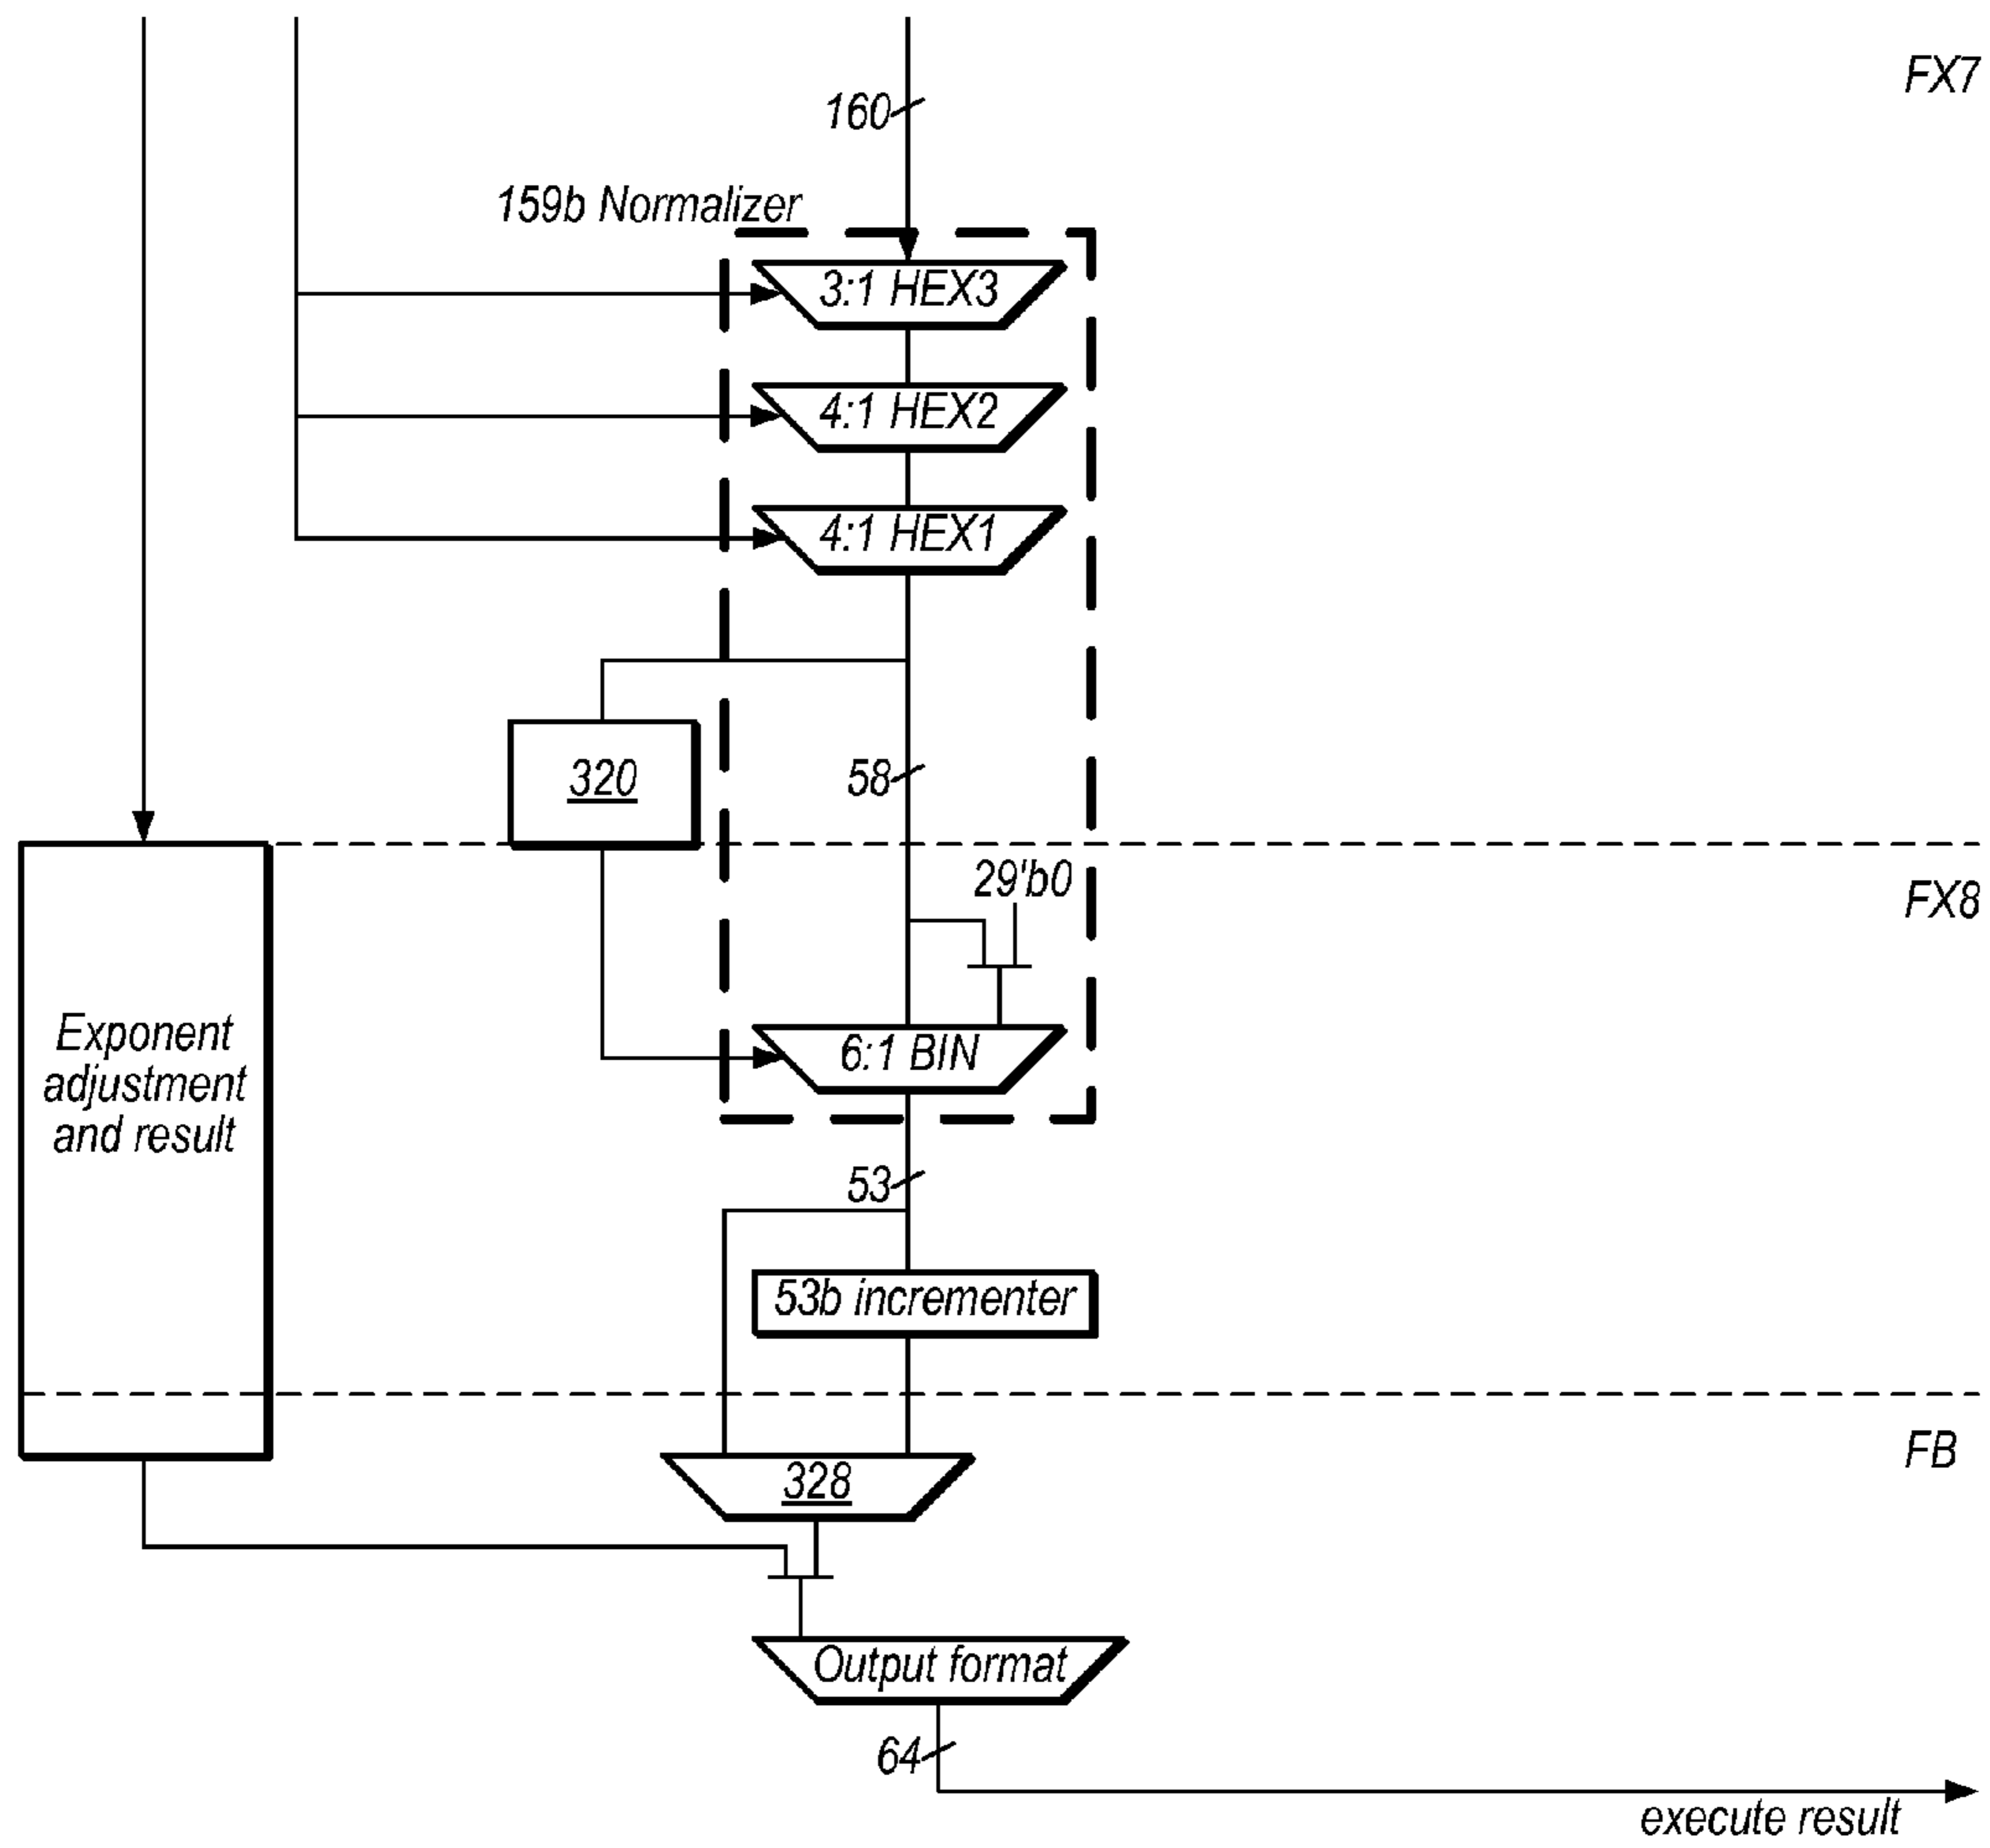 FX7
160
159b Normalizer
3:1 HEX3
4:1 HEX2
4:1 HEX1
320
58
29'b0
FX8
Exponent
adjustment
and result
6:1 BIN
53
53b incrementer
FB
328
Output format
64
execute result